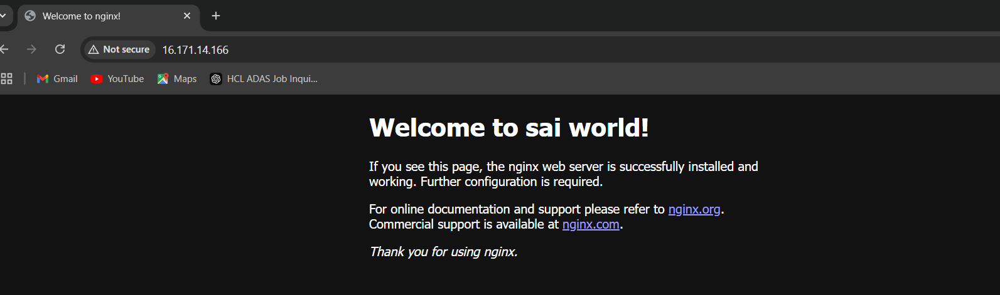 Welcome to nginx!
Not secure
16.171.14.166
Gmail
YouTube
Maps
HCL ADAS Job Inqui...
Welcome to sai world!
If you see this page, the nginx web server is successfully installed and
working. Further configuration is required.
For online documentation and support please refer to nginx.org.
Commercial support is available at nginx.com.
Thank you for using nginx.